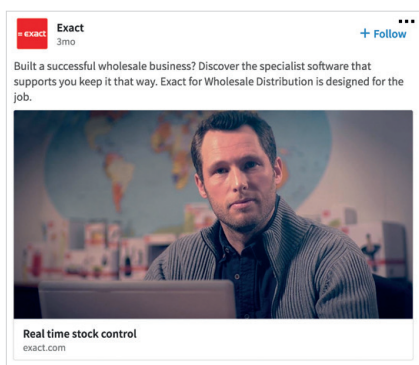 = exact
Exact
3mo
+ Follow
Built a successful wholesale business? Discover the specialist software that
supports you keep it that way. Exact for Wholesale Distribution is designed for the
job.
Real time stock control
exact.com